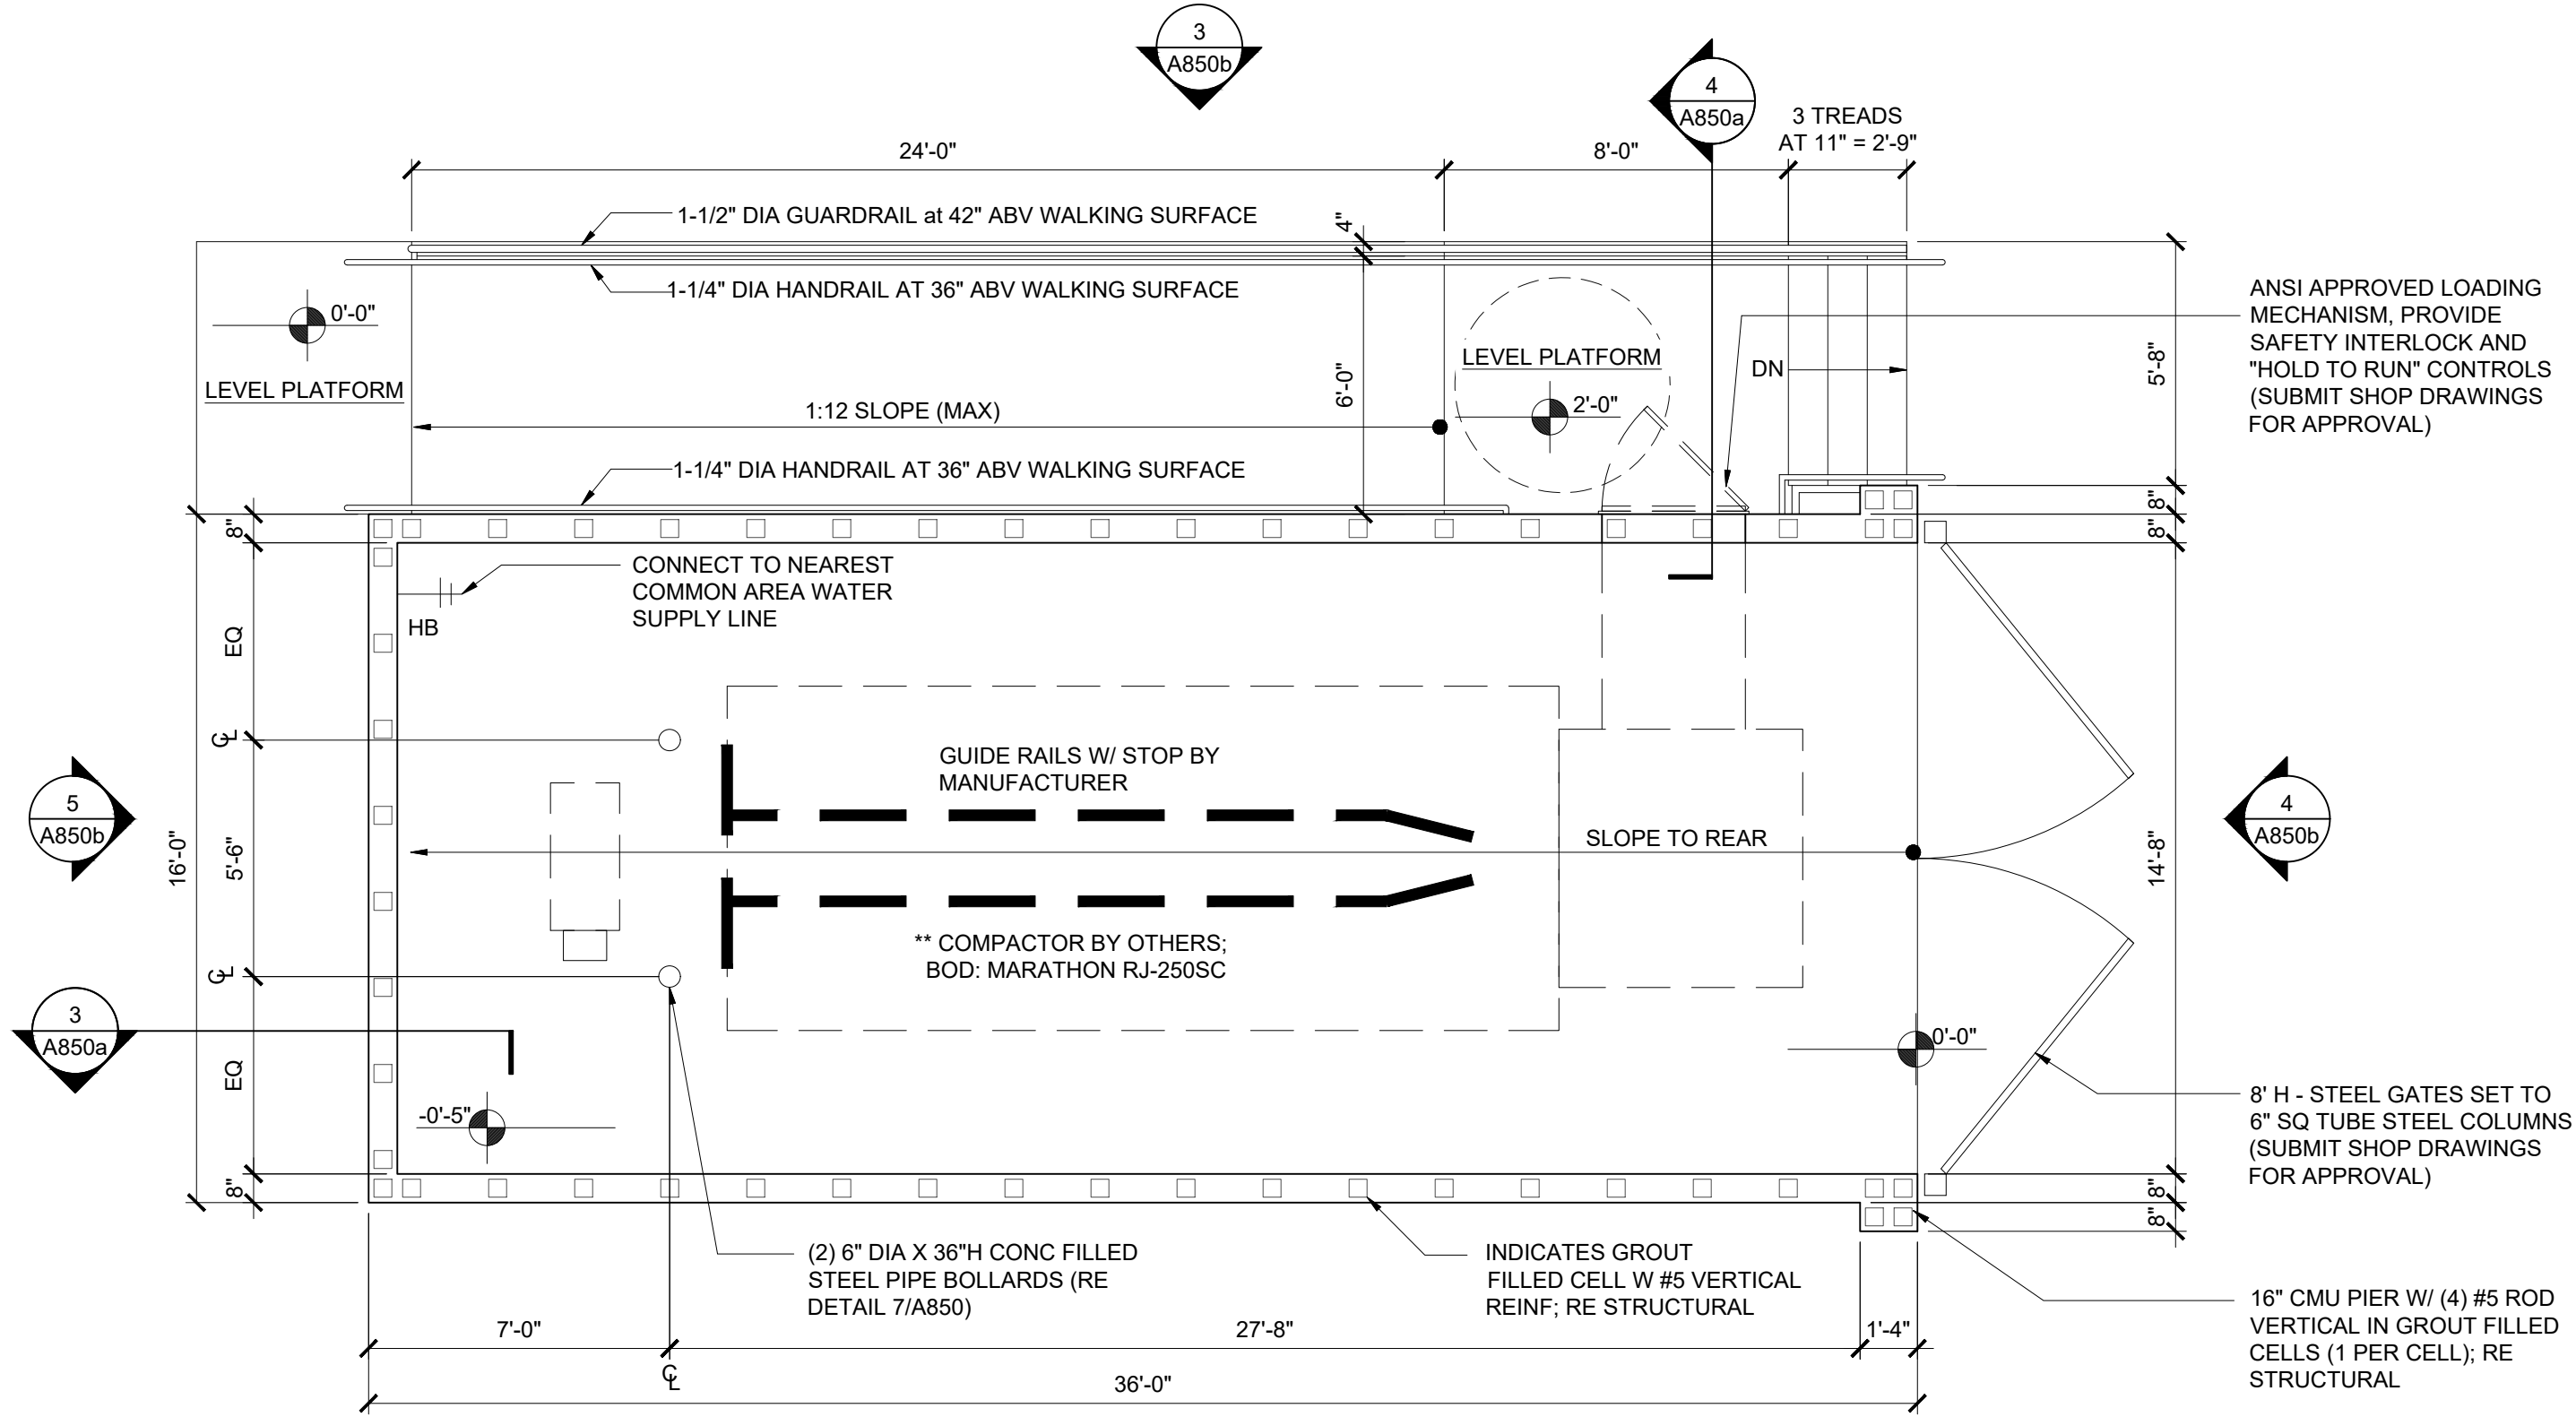 3
A850b
4
A850a
3 TREADS
AT 11" = 2'-9"
24'-0"
8'-0"
1-1/2" DIA GUARDRAIL at 42" ABV WALKING SURFACE
4"
1-1/4" DIA HANDRAIL AT 36" ABV WALKING SURFACE
0'-0"
LEVEL PLATFORM
6'-0"
LEVEL PLATFORM
2'-0"
DN
5'-8"
ANSI APPROVED LOADING
MECHANISM, PROVIDE
SAFETY INTERLOCK AND
"HOLD TO RUN" CONTROLS
(SUBMIT SHOP DRAWINGS
FOR APPROVAL)
1:12 SLOPE (MAX)
1-1/4" DIA HANDRAIL AT 36" ABV WALKING SURFACE
8"
8"
8"
CONNECT TO NEAREST
COMMON AREA WATER
SUPPLY LINE
HB
EQ
CL
GUIDE RAILS W/ STOP BY
MANUFACTURER
5
A850b
16'-0"
5'-6"
SLOPE TO REAR
14'-8"
4
A850b
** COMPACTOR BY OTHERS;
BOD: MARATHON RJ-250SC
CL
3
A850a
EQ
0'-0"
-0'-5"
8' H - STEEL GATES SET TO
6" SQ TUBE STEEL COLUMNS
(SUBMIT SHOP DRAWINGS
FOR APPROVAL)
8"
8"
8"
(2) 6" DIA X 36"H CONC FILLED
STEEL PIPE BOLLARDS (RE
DETAIL 7/A850)
INDICATES GROUT
FILLED CELL W #5 VERTICAL
REINF; RE STRUCTURAL
16" CMU PIER W/ (4) #5 ROD
VERTICAL IN GROUT FILLED
CELLS (1 PER CELL); RE
STRUCTURAL
7'-0"
27'-8"
1'-4"
CL
36'-0"